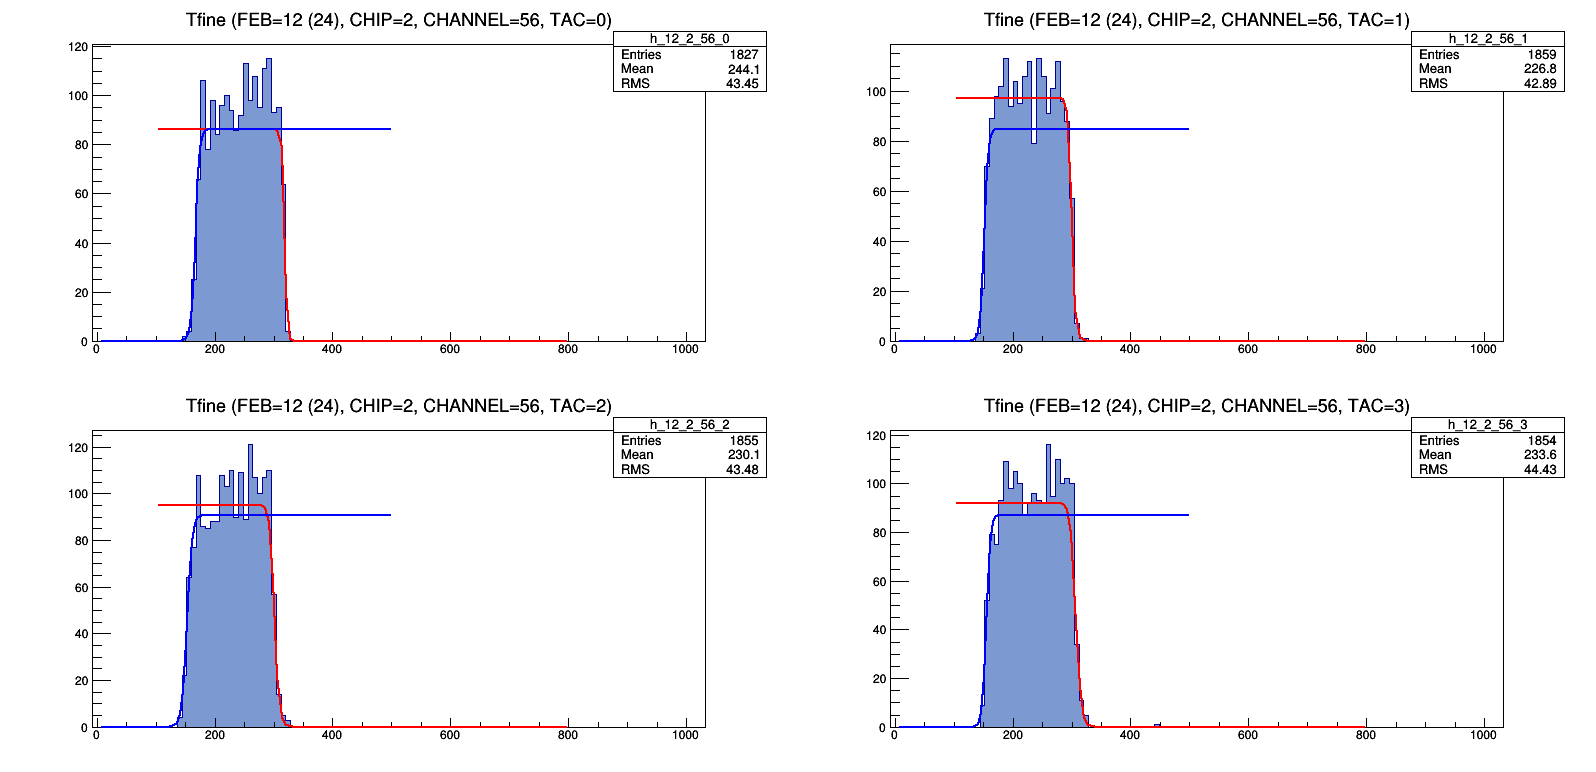 Tfine (FEB=12 (24), CHIP=2, CHANNEL=56, TAC=0)
h_12_2_56_0
Entries 1827
Mean 244.1
RMS 43.45
120
100
80
60
40
20
0
0 200 400 600 800 1000
Tfine (FEB=12 (24), CHIP=2, CHANNEL=56, TAC=1)
h_12_2_56_1
Entries 1859
Mean 226.8
RMS 42.89
100
80
60
40
20
0
0 200 400 600 800 1000
Tfine (FEB=12 (24), CHIP=2, CHANNEL=56, TAC=2)
h_12_2_56_2
Entries 1855
Mean 230.1
RMS 43.48
120
100
80
60
40
20
0
0 200 400 600 800 1000
Tfine (FEB=12 (24), CHIP=2, CHANNEL=56, TAC=3)
h_12_2_56_3
Entries 1854
Mean 233.6
RMS 44.43
120
100
80
60
40
20
0
0 200 400 600 800 1000